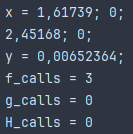 x = 1,61739; 0;
2,45168; 0;
y = 0,00652364;
f_calls = 3
g_calls = 0
H_calls = 0